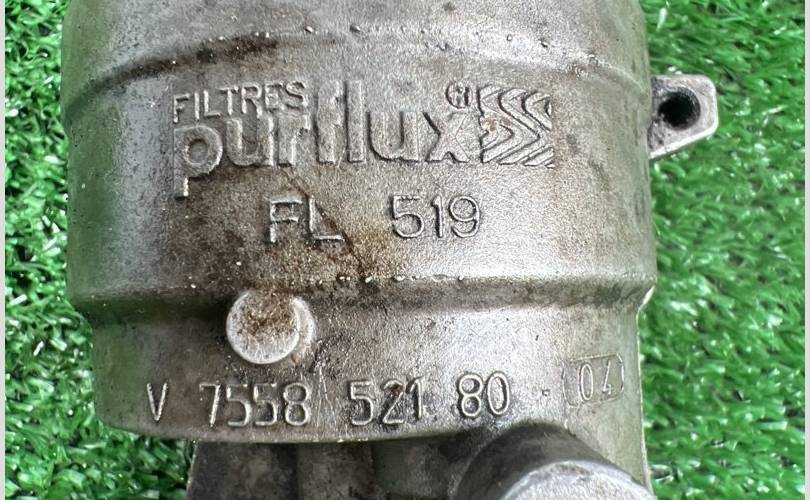 FILTRES
purflux ®
FL 519
V 7558 521 80 - 04